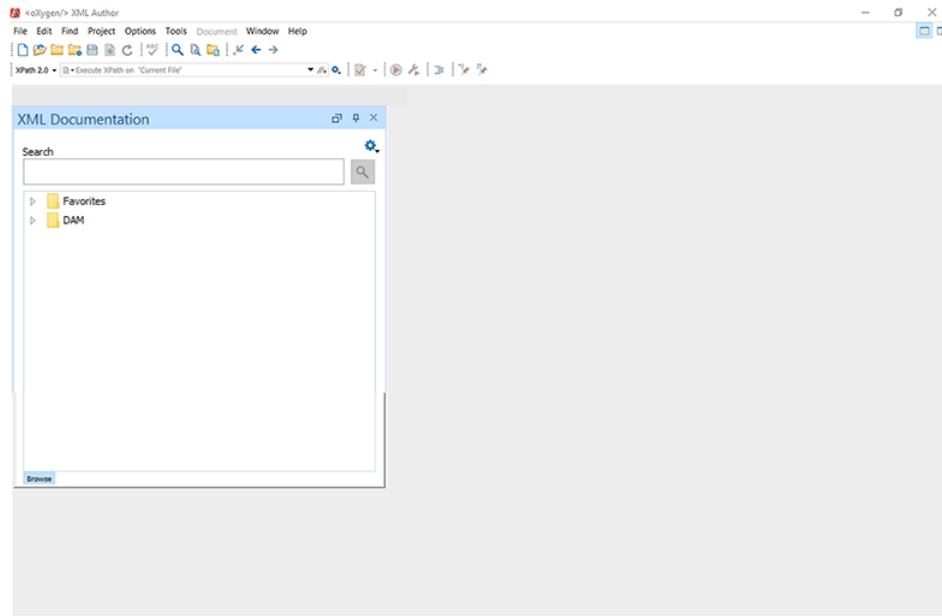 <oXygen/> XML Author
File Edit Find Project Options Tools Document Window Help
XPath 2.0 Execute XPath on 'Current File'
XML Documentation
Search
Favorites
DAM
Browse